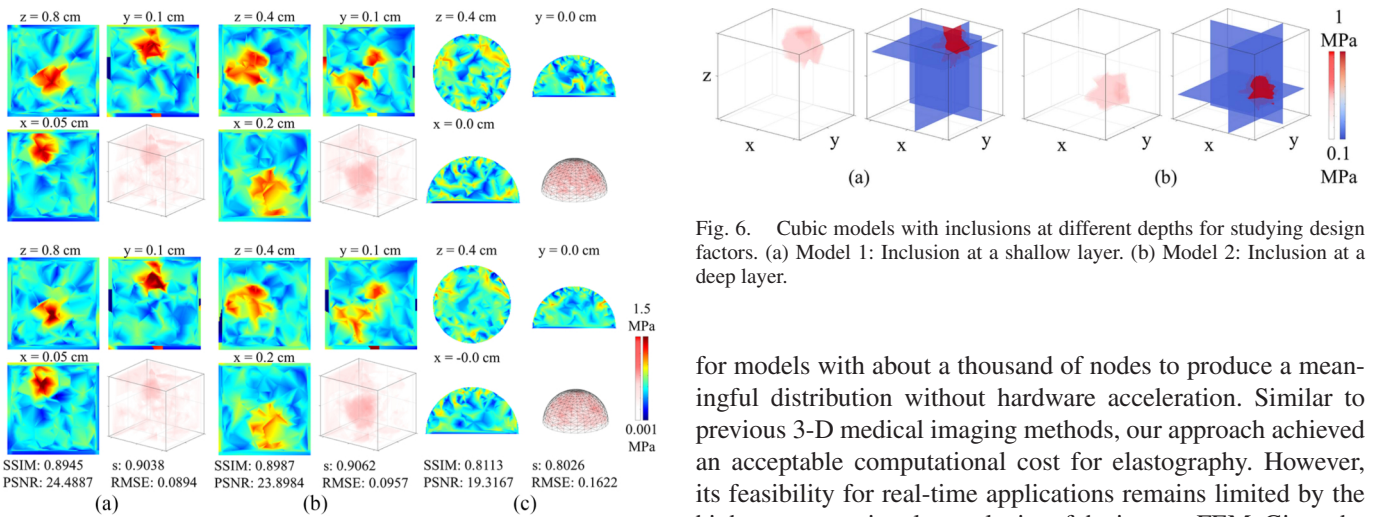 z = 0.8 cm y = 0.1 cm z = 0.4 cm y = 0.1 cm z = 0.4 cm y = 0.0 cm
x = 0.05 cm x = 0.2 cm x = 0.0 cm
z = 0.8 cm y = 0.1 cm z = 0.4 cm y = 0.1 cm z = 0.4 cm y = 0.0 cm
1.5
MPa
x = 0.05 cm x = 0.2 cm x = -0.0 cm
0.001
MPa
SSIM: 0.8945 s: 0.9038 SSIM: 0.8987 s: 0.9062 SSIM: 0.8113 s: 0.8026
PSNR: 24.4887 RMSE: 0.0894 PSNR: 23.8984 RMSE: 0.0957 PSNR: 19.3167 RMSE: 0.1622
(a) (b) (c)
1
MPa
z
x y x y x y x y
0.1
MPa
(a) (b)
Fig. 6. Cubic models with inclusions at different depths for studying design
factors. (a) Model 1: Inclusion at a shallow layer. (b) Model 2: Inclusion at a
deep layer.
for models with about a thousand of nodes to produce a mean-
ingful distribution without hardware acceleration. Similar to
previous 3-D medical imaging methods, our approach achieved
an acceptable computational cost for elastography. However,
its feasibility for real-time applications remains limited by the